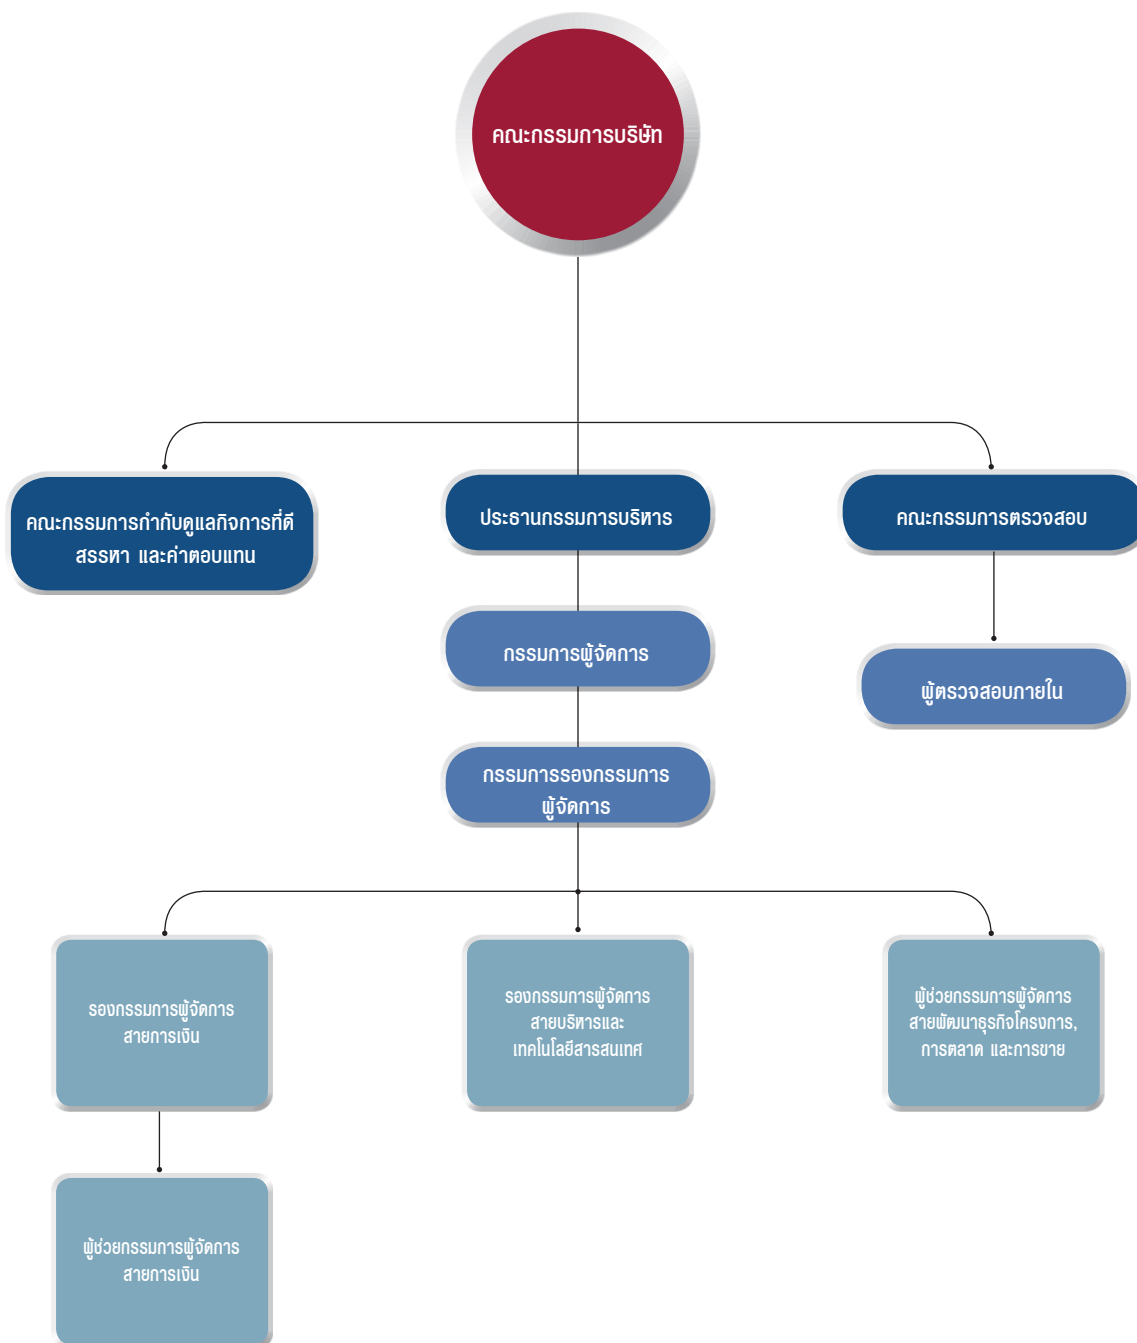 คณะกรรมการบริษัท
คณะกรรมการกำกับดูแลกิจการที่ดี
สรรหา และค่าตอบแทน
ประธานกรรมการบริหาร
คณะกรรมการตรวจสอบ
กรรมการผู้จัดการ
ผู้ตรวจสอบภายใน
กรรมการรองกรรมการ
ผู้จัดการ
รองกรรมการผู้จัดการ
สายการเงิน
รองกรรมการผู้จัดการ
สายบริหารและ
เทคโนโลยีสารสนเทศ
ผู้ช่วยกรรมการผู้จัดการ
สายพัฒนาธุรกิจโครงการ,
การตลาด และการขาย
ผู้ช่วยกรรมการผู้จัดการ
สายการเงิน